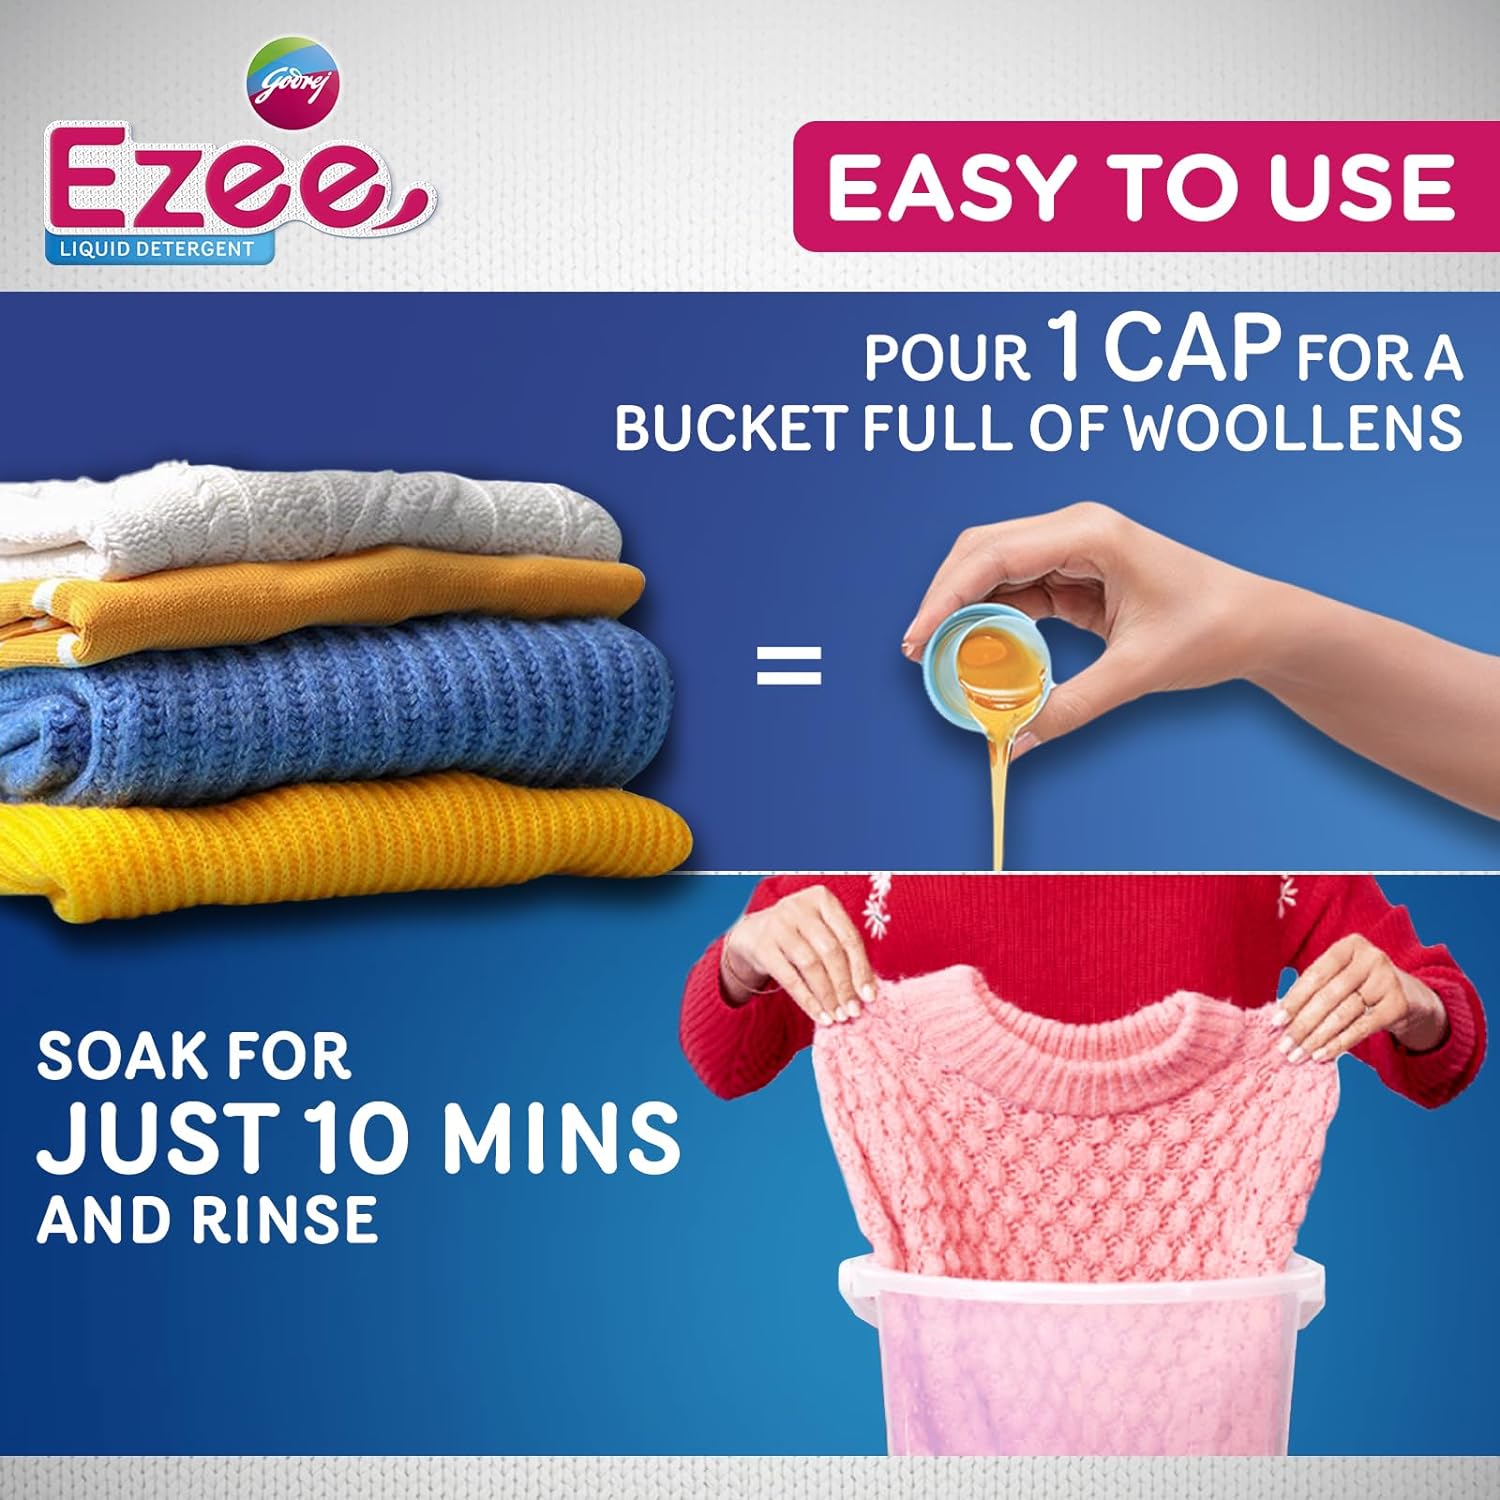 Godrej
Ezee
LIQUID DETERGENT
EASY TO USE
POUR 1 CAP FOR A
BUCKET FULL OF WOOLLENS
=
SOAK FOR
JUST 10 MINS
AND RINSE